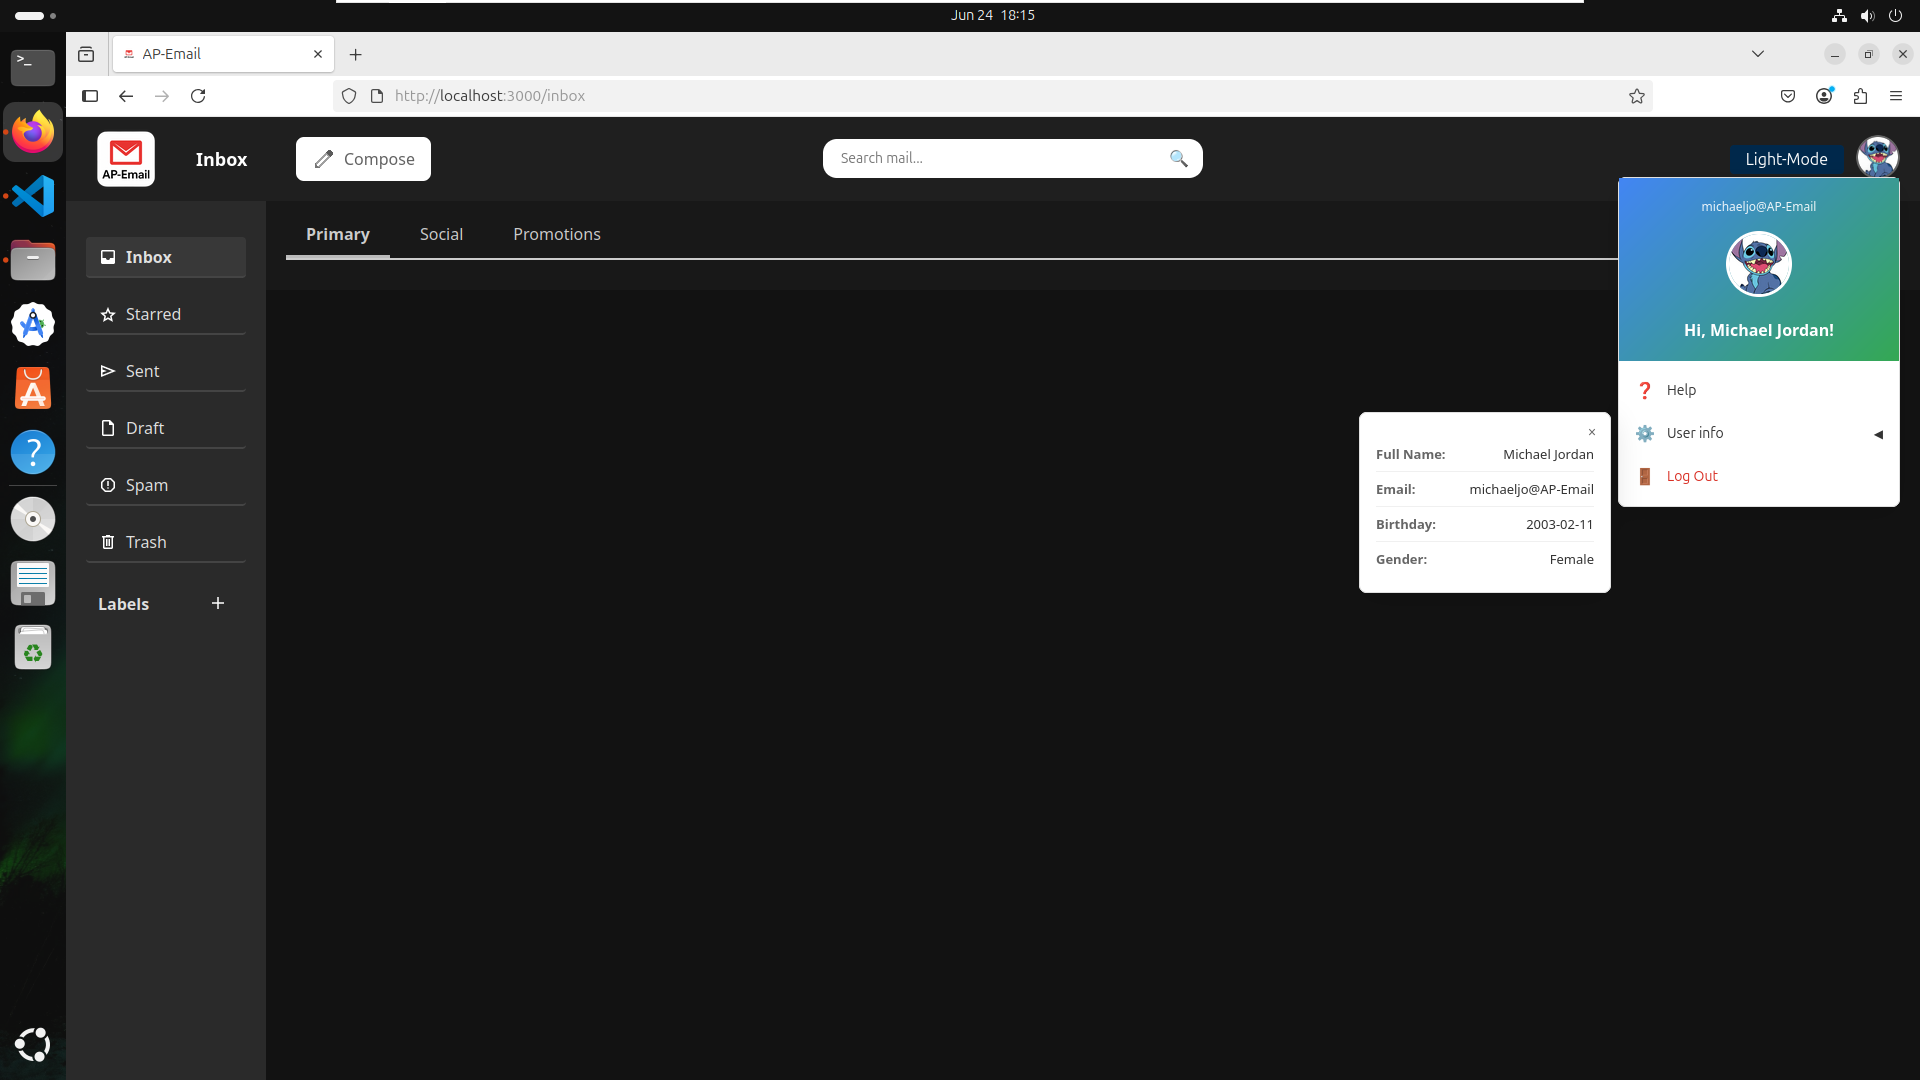 Jun 24 18:15
AP-Email
http://localhost:3000/inbox
AP-Email
Inbox
Compose
Search mail...
Light-Mode
Inbox
Starred
Sent
Draft
Spam
Trash
Labels
Primary
Social
Promotions
michaeljo@AP-Email
Hi, Michael Jordan!
Help
User info
Log Out
Full Name: Michael Jordan
Email: michaeljo@AP-Email
Birthday: 2003-02-11
Gender: Female